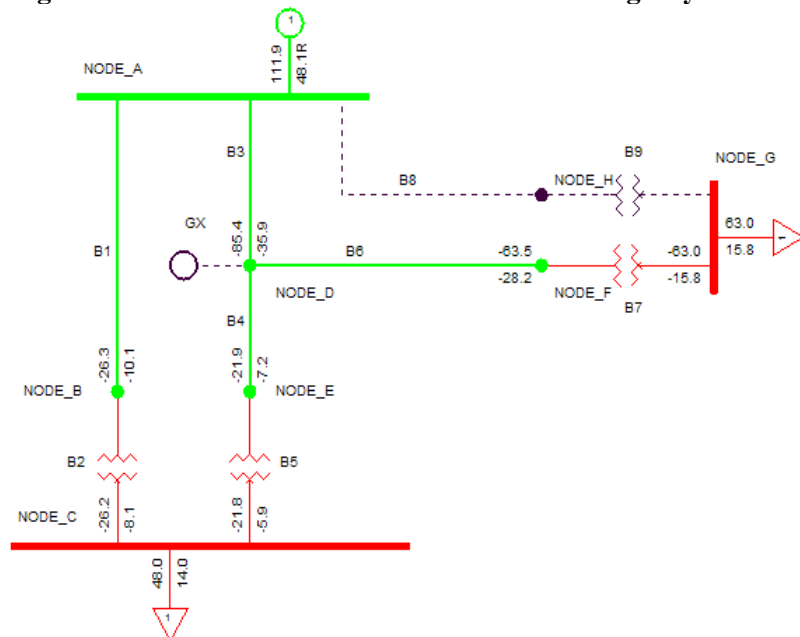 1
111.9
48.1R
NODE_A
B3
B9
NODE_G
B8
NODE_H
GX
-85.4
-35.9
B6
-63.5
-28.2
63.0
15.8
1
-63.0
-15.8
B1
NODE_D
NODE_F
B7
B4
-26.3
-10.1
-21.9
-7.2
NODE_B
NODE_E
B2
B5
-26.2
-8.1
-21.8
-5.9
NODE_C
48.0
14.0
1